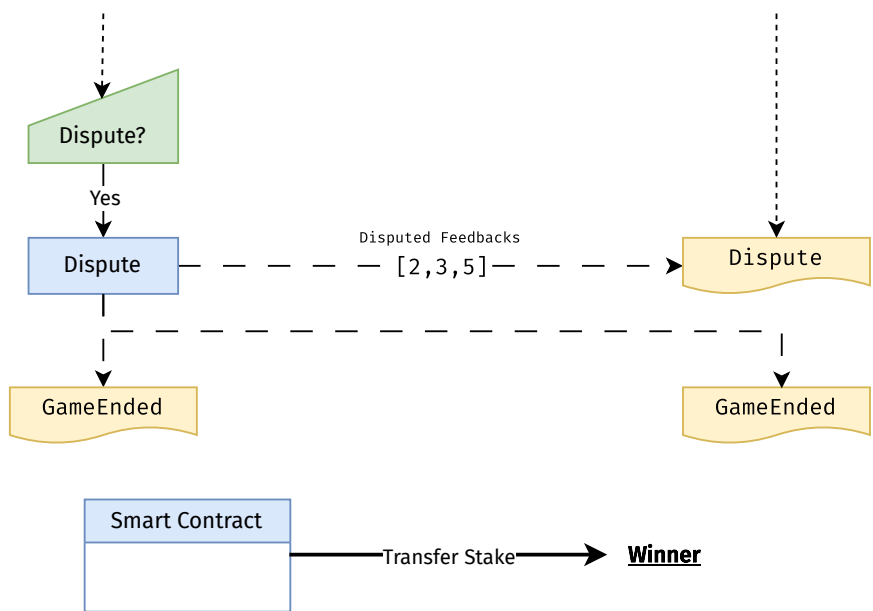 Dispute?
Yes
Disputed Feedbacks
Dispute
[2,3,5]
Dispute
GameEnded
GameEnded
Smart Contract
Transfer Stake
Winner